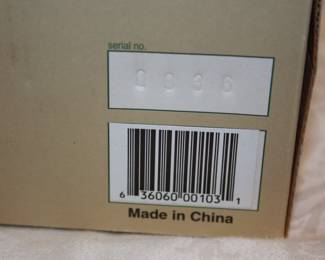 serial no.
6 36060 00103 1
Made in China